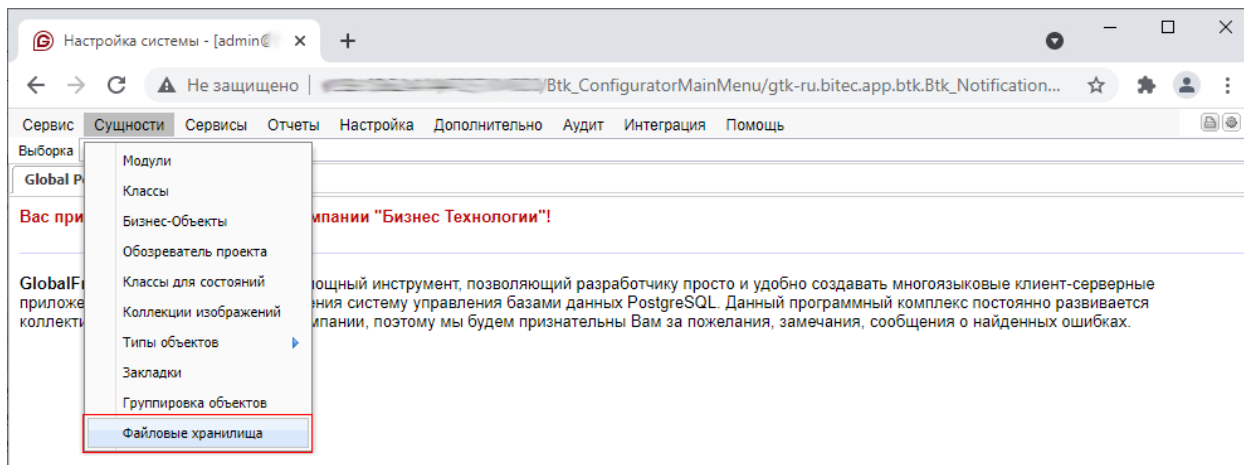 Настройка системы - [admin@
Не защищено
/Btk_ConfiguratorMainMenu/gtk-ru.bitec.app.btk.Btk_Notification...
Сервис Сущности Сервисы Отчеты Настройка Дополнительно Аудит Интеграция Помощь
Выборка
Global P
Модули
Классы
Бизнес-Объекты
Обозреватель проекта
Классы для состояний
Коллекции изображений
Типы объектов
Закладки
Группировка объектов
Файловые хранилища
Вас при мпании "Бизнес Технологии"!
GlobalF ощный инструмент, позволяющий разработчику просто и удобно создавать многоязыковые клиент-серверные
приложе ния систему управления базами данных PostgreSQL. Данный программный комплекс постоянно развивается
коллекти мпании, поэтому мы будем признательны Вам за пожелания, замечания, сообщения о найденных ошибках.